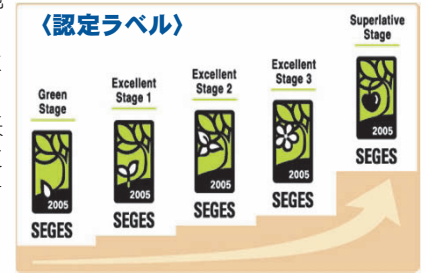 〈認定ラベル〉
Green
Stage
2005
SEGES
Excellent
Stage 1
2005
SEGES
Excellent
Stage 2
2005
SEGES
Excellent
Stage 3
2005
SEGES
Superlative
Stage
2005
SEGES